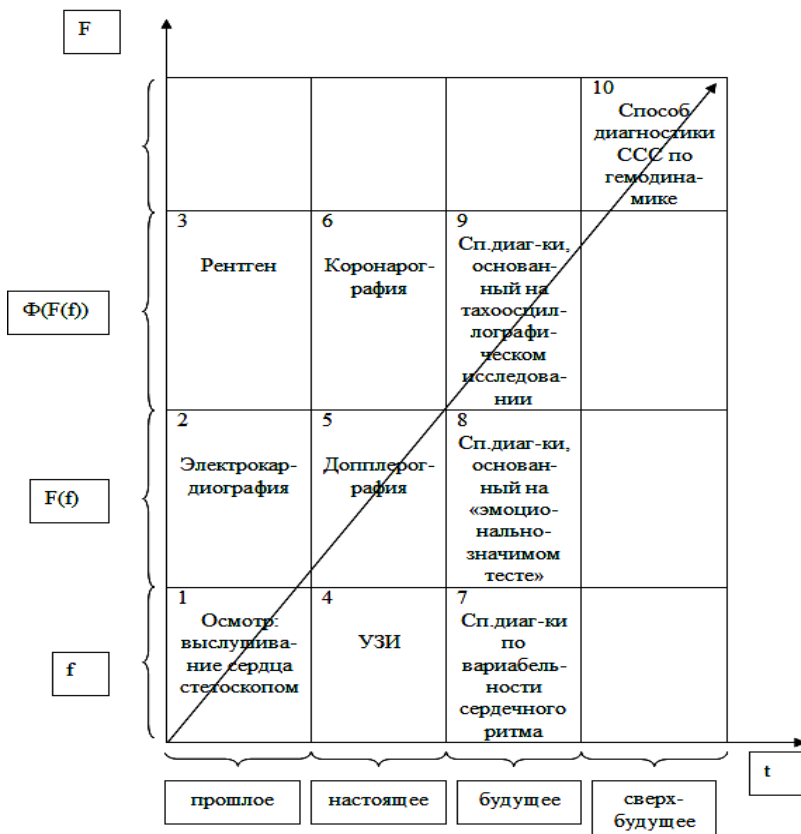 F
10
Способ
диагностики
ССС по
гемодина-
мике
Φ(F(f))
3
Рентген
6
Коронарог-
рафия
9
Сп.диаг-ки,
основан-
ный на
тахоосцил-
лографи-
ческом
исследова-
нии
F(f)
2
Электрокар-
диография
5
Допплерог-
рафия
8
Сп.диаг-ки,
основан-
ный на
«эмоцио-
нально-
значимом
тесте»
f
1
Осмотр:
выслушива-
ние сердца
стетоскопом
4
УЗИ
7
Сп.диаг-ки
по
вариабель-
ности
сердечного
ритма
t
прошлое
настоящее
будущее
сверх-
будущее